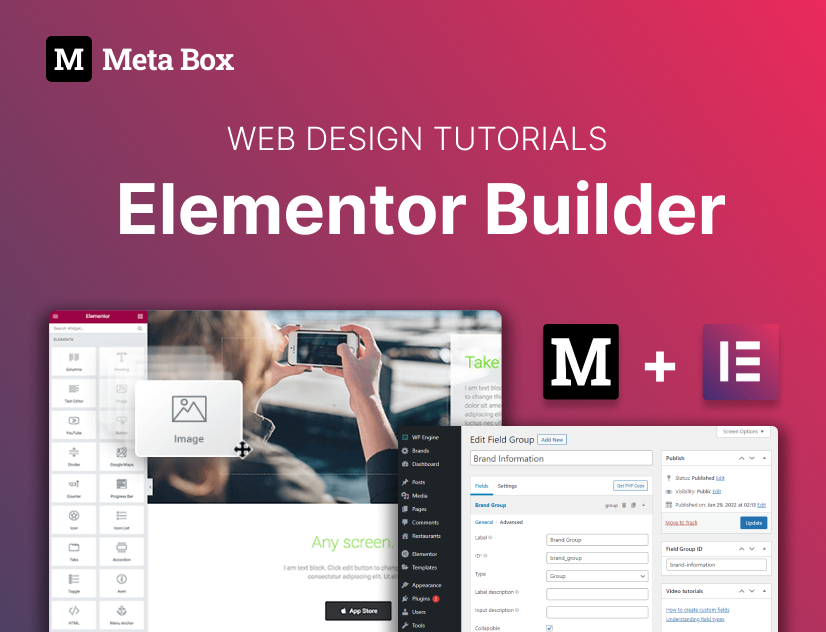 M Meta Box
WEB DESIGN TUTORIALS
Elementor Builder
Elementor
Search Widget...
ELEMENTS
Columns
Heading
Text Editor
Image
YouTube
Button
Divider
Google Maps
Counter
Progress Bar
Icon
Icon List
Tabs
Accordion
Toggle
Alert
HTML
Menu Anchor
Image
Take
I am text block
to change this
dolor sit amet
adipiscing elit
Any screen.
I am text block. Click edit button to change
consectetur adipiscing elit. Ut
App Store
M + E
WP Engine
Brands
Dashboard
Posts
Media
Pages
Comments
Restaurants
Elementor
Templates
Appearance
Plugins 2
Users
Tools
Screen Options
Edit Field Group Add New
Brand Information
Fields Settings Get PHP Code
Brand Group group
General | Advanced
Label Brand Group
ID* brand_group
Type Group
Label description
Input description
Collapsible
Publish
Status: Published Edit
Visibility: Public Edit
Published on: Jun 29, 2022 at 02:13 Edit
Move to Trash Update
Field Group ID
brand-information
Video tutorials
How to create custom fields
Understanding field types